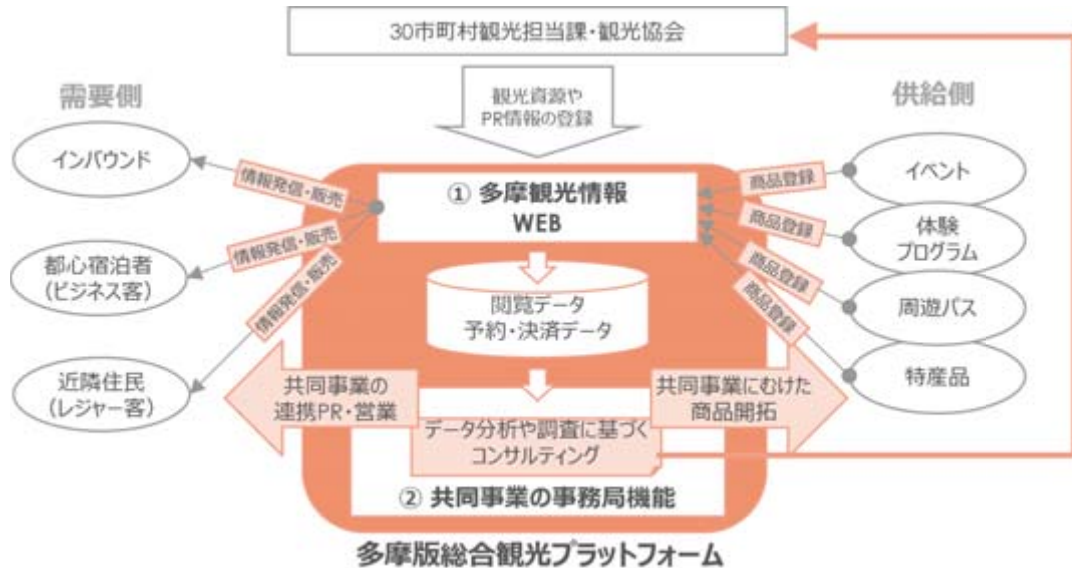 30市町村観光担当課・観光協会
観光資源や
PR情報の登録
需要側
供給側
インバウンド
都心宿泊者
(ビジネス客)
近隣住民
(レジャー客)
情報発信・販売
情報発信・販売
情報発信・販売
① 多摩観光情報
WEB
商品登録
商品登録
商品登録
商品登録
イベント
体験
プログラム
周遊パス
特産品
閲覧データ
予約・決済データ
共同事業の
連携PR・営業
共同事業にむけた
商品開拓
データ分析や調査に基づく
コンサルティング
② 共同事業の事務局機能
多摩版総合観光プラットフォーム